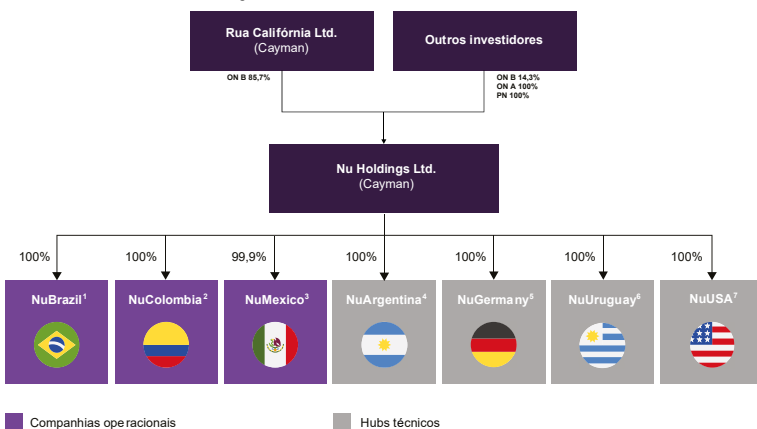 Rua Califórnia Ltd.
(Cayman)
Outros investidores
ON B 85,7%
ON B 14,3%
ON A 100%
PN 100%
Nu Holdings Ltd.
(Cayman)
100%
100%
99,9%
100%
100%
100%
100%
NuBrazil¹
NuColombia²
NuMexico³
NuArgentina⁴
NuGermany⁵
NuUruguay⁶
NuUSA⁷
Companhias operacionais
Hubs técnicos